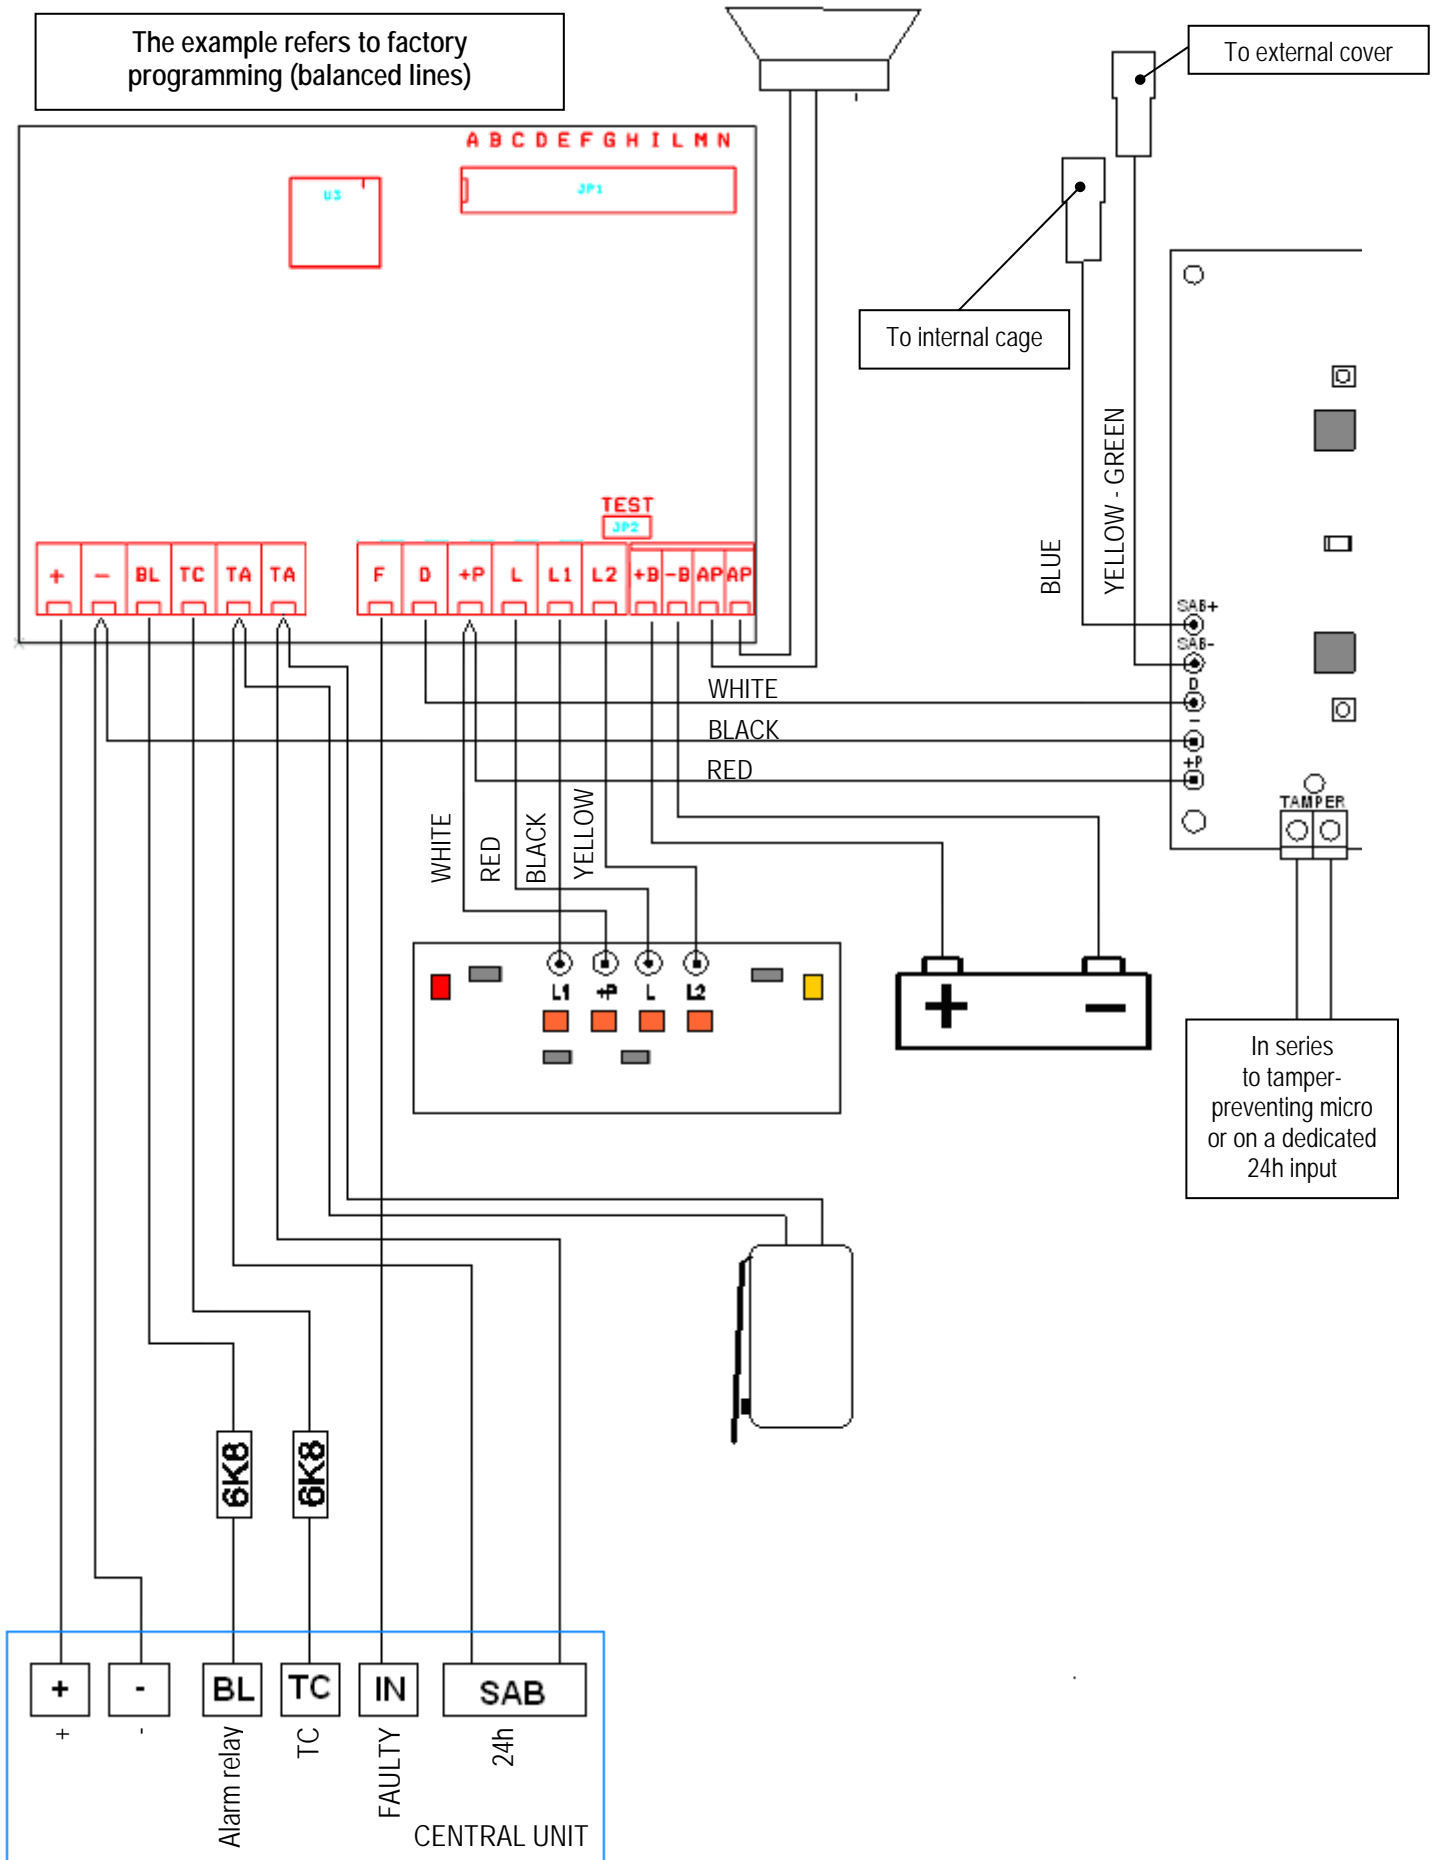 The example refers to factory
programming (balanced lines)
To external cover
A B C D E F G H I L M N
U3
JP1
To internal cage
BLUE
YELLOW - GREEN
TEST
JP2
+ - BL TC TA TA F D +P L L1 L2 +B -B AP AP
SAB+
SAB-
D
-
+P
WHITE
BLACK
RED
TAMPER
WHITE
RED
BLACK
YELLOW
L1 +P L L2
+ -
In series
to tamper-
preventing micro
or on a dedicated
24h input
6K8
6K8
+ - BL TC IN SAB
+
-
Alarm relay
TC
FAULTY
24h
CENTRAL UNIT